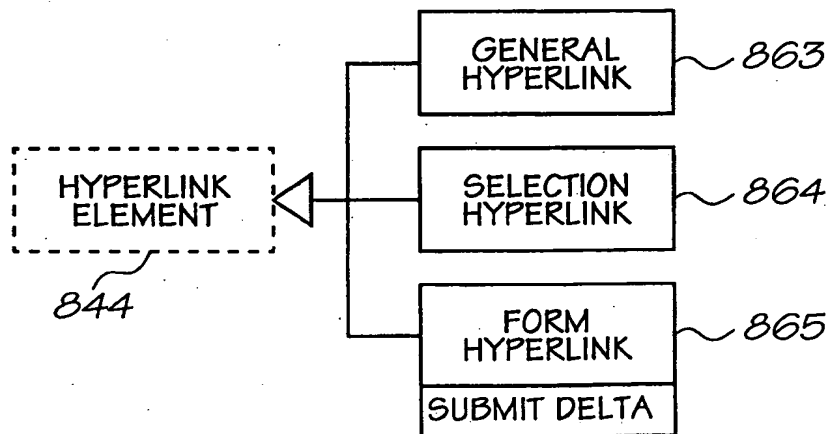 GENERAL
HYPERLINK
863
HYPERLINK
ELEMENT
844
SELECTION
HYPERLINK
864
FORM
HYPERLINK
865
SUBMIT DELTA